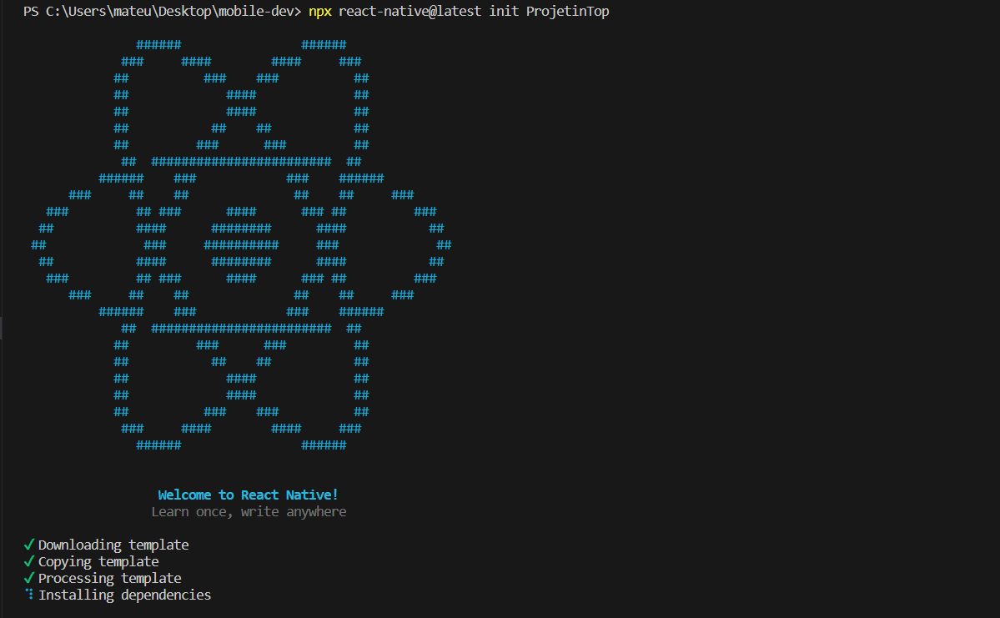 PS C:\Users\mateu\Desktop\mobile-dev> npx react-native@latest init ProjetinTop
               ######                ######
             ###     ####        ####     ###
            ##          ###    ###          ##
            ##             ####             ##
            ##             ####             ##
            ##           ##    ##           ##
            ##         ###      ###         ##
             ##  ########################  ##
          ######    ###            ###    ######
      ###     ##    ##              ##    ##     ###
   ###         ## ###      ####      ### ##         ###
  ##           ####      ########      ####           ##
 ##             ###     ##########     ###             ##
  ##           ####      ########      ####           ##
   ###         ## ###      ####      ### ##         ###
      ###     ##    ##              ##    ##     ###
          ######    ###            ###    ######
             ##  ########################  ##
            ##         ###      ###         ##
            ##           ##    ##           ##
            ##             ####             ##
            ##             ####             ##
            ##          ###    ###          ##
             ###     ####        ####     ###
               ######                ######
Welcome to React Native!
Learn once, write anywhere
✓ Downloading template
✓ Copying template
✓ Processing template
⠹ Installing dependencies